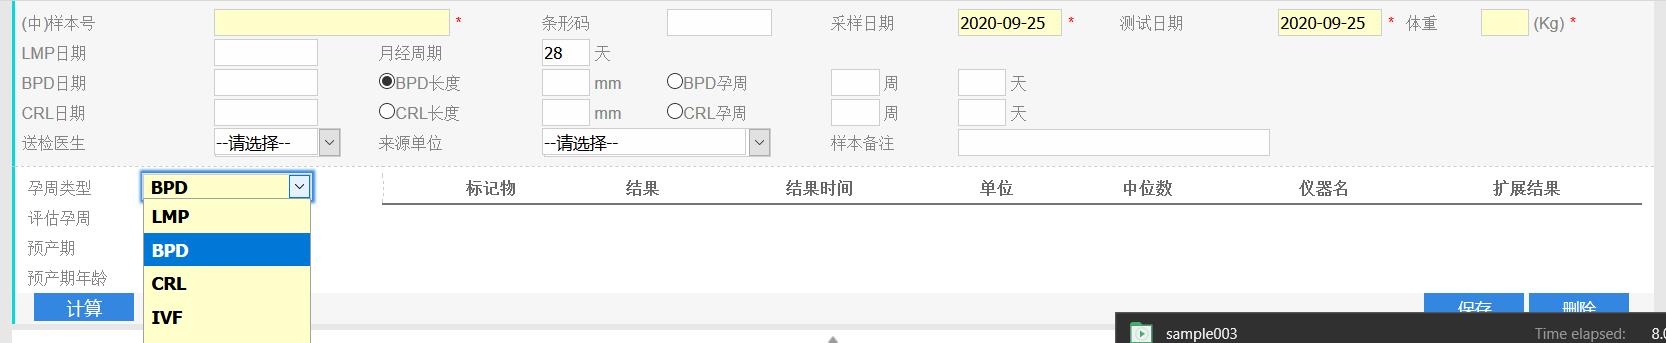 (中)样本号 * 条形码 采样日期 2020-09-25 * 测试日期 2020-09-25 * 体重 (Kg) *
LMP日期 月经周期 28 天
BPD日期 BPD长度 mm BPD孕周 周 天
CRL日期 CRL长度 mm CRL孕周 周 天
送检医生 --请选择-- 来源单位 --请选择-- 样本备注
孕周类型 BPD 标记物 结果 结果时间 单位 中位数 仪器名 扩展结果
评估孕周 LMP
预产期 BPD
预产期年龄 CRL
计算 IVF 保存 删除
sample003 Time elapsed: 8.0